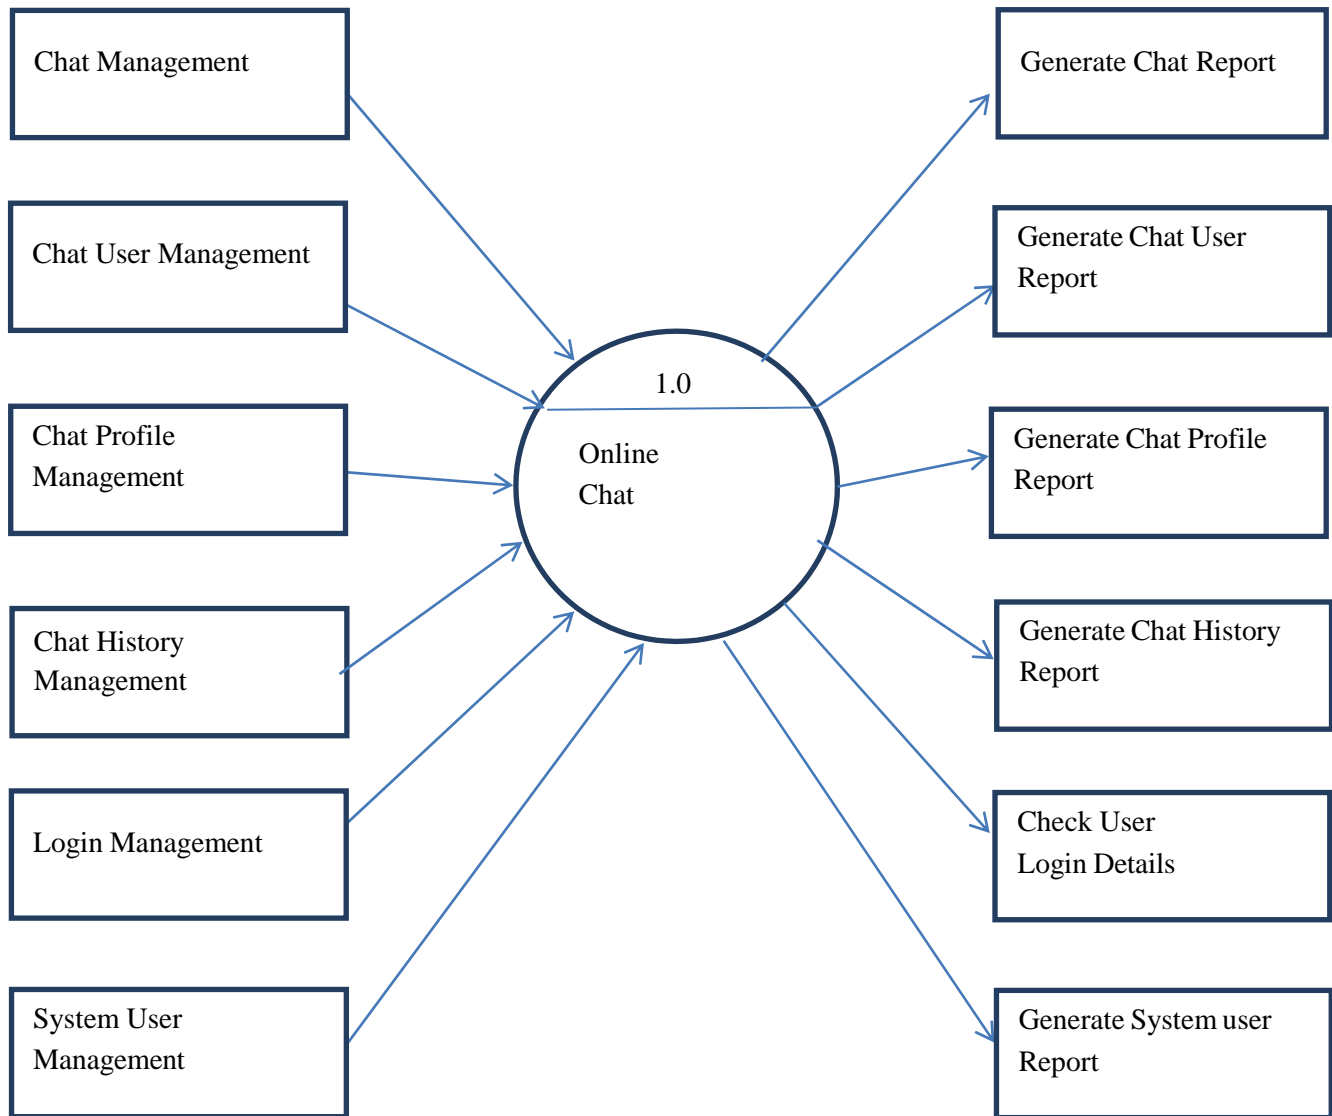 Chat Management
Chat User Management
Chat Profile
Management
Chat History
Management
Login Management
System User
Management
1.0
Online
Chat
Generate Chat Report
Generate Chat User
Report
Generate Chat Profile
Report
Generate Chat History
Report
Check User
Login Details
Generate System user
Report